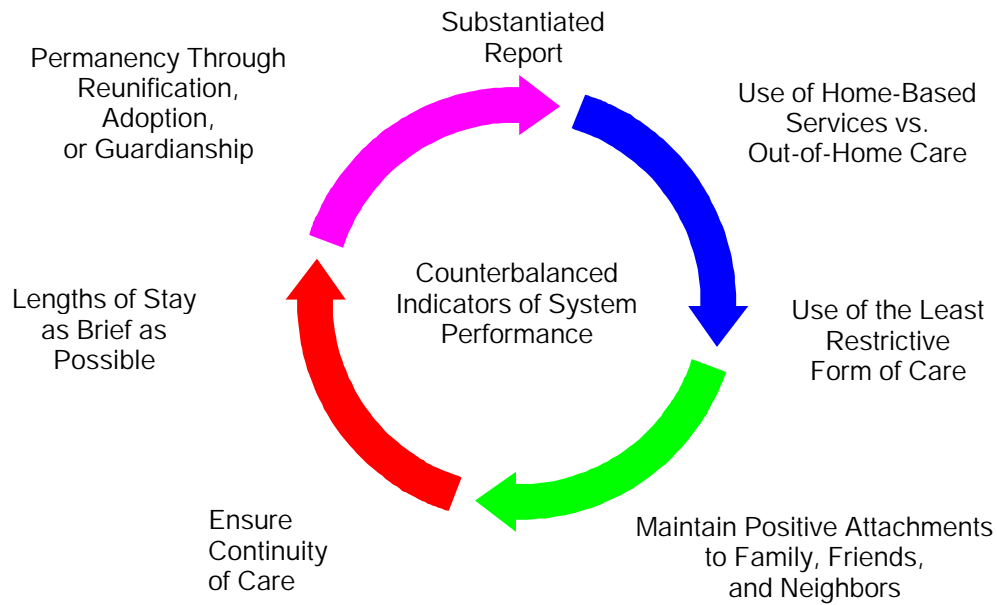 Substantiated
Report
Use of Home-Based
Services vs.
Out-of-Home Care
Use of the Least
Restrictive
Form of Care
Maintain Positive Attachments
to Family, Friends,
and Neighbors
Ensure
Continuity
of Care
Lengths of Stay
as Brief as
Possible
Permanency Through
Reunification,
Adoption,
or Guardianship
Counterbalanced
Indicators of System
Performance